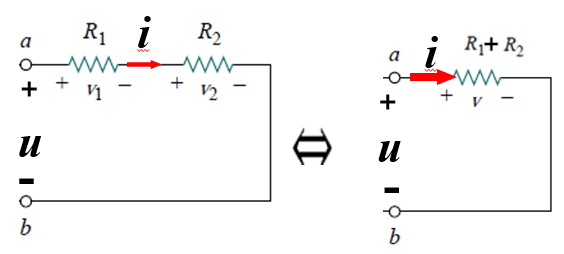 R1 i R2
a
+ + v1 − + v2 −
u
-
b
⇔
i R1+ R2
a
+ + v −
u
-
b